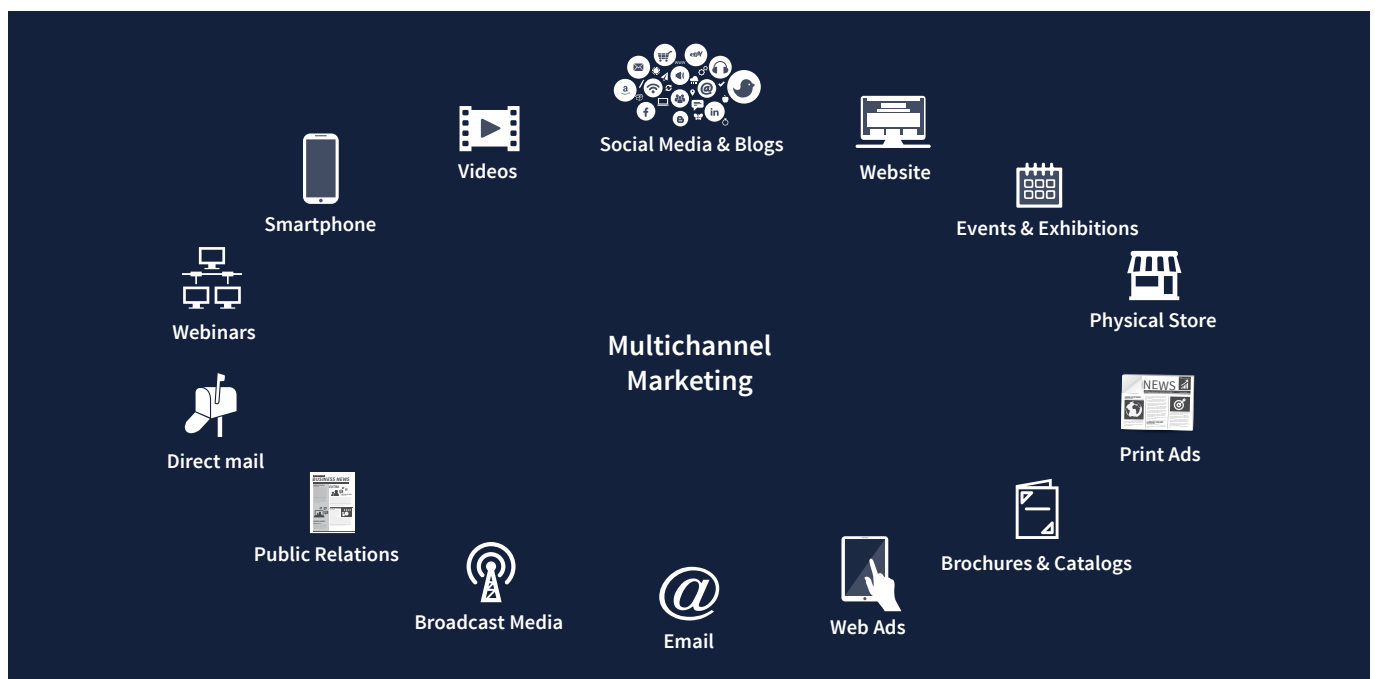 Social Media & Blogs
Videos
Website
Smartphone
Events & Exhibitions
Webinars
Physical Store
Multichannel
Marketing
NEWS
Direct mail
Print Ads
BUSINESS NEWS
Public Relations
Brochures & Catalogs
Broadcast Media
Email
Web Ads